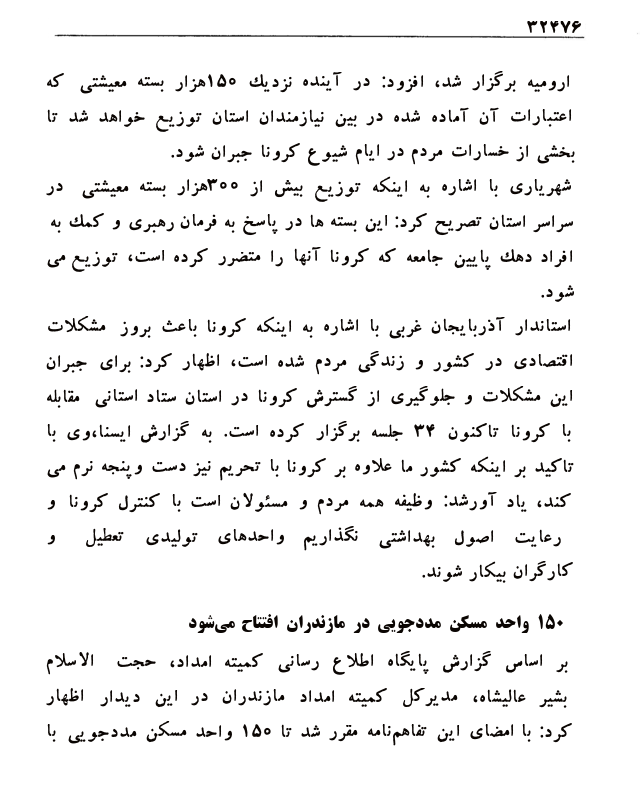 ۳۲۴۷۶
ارومیه برگزار شد، افزود: در آینده نزدیك ۱۵۰هزار بسته معیشتی که
اعتبارات آن آماده شده در بین نیازمندان استان توزیع خواهد شد تا
بخشی از خسارات مردم در ایام شیوع کرونا جبران شود.
شهریاری با اشاره به اینکه توزیع بیش از ۳۰۰هزار بسته معیشتی در
سراسر استان تصریح کرد: این بسته ها در پاسخ به فرمان رهبری و کمك به
افراد دهك پایین جامعه که کرونا آنها را متضرر کرده است، توزیع می
شود.
استاندار آذربایجان غربی با اشاره به اینکه کرونا باعث بروز مشکلات
اقتصادی در کشور و زندگی مردم شده است، اظهار کرد: برای جبران
این مشکلات و جلوگیری از گسترش کرونا در استان ستاد استانی مقابله
با کرونا تاکنون ۳۴ جلسه برگزار کرده است. به گزارش ایسنا،وی با
تاکید بر اینکه کشور ما علاوه بر کرونا با تحریم نیز دست وپنجه نرم می
کند، یاد آورشد: وظیفه همه مردم و مسئولان است با کنترل کرونا و
رعایت اصول بهداشتی نگذاریم واحدهای تولیدی تعطیل و
کارگران بیکار شوند.
۱۵۰ واحد مسکن مددجویی در مازندران افتتاح می‌شود
بر اساس گزارش پایگاه اطلاع رسانی کمیته امداد، حجت الاسلام
بشیر عالیشاه، مدیرکل کمیته امداد مازندران در این دیدار اظهار
کرد: با امضای این تفاهم‌نامه مقرر شد تا ۱۵۰ واحد مسکن مددجویی با